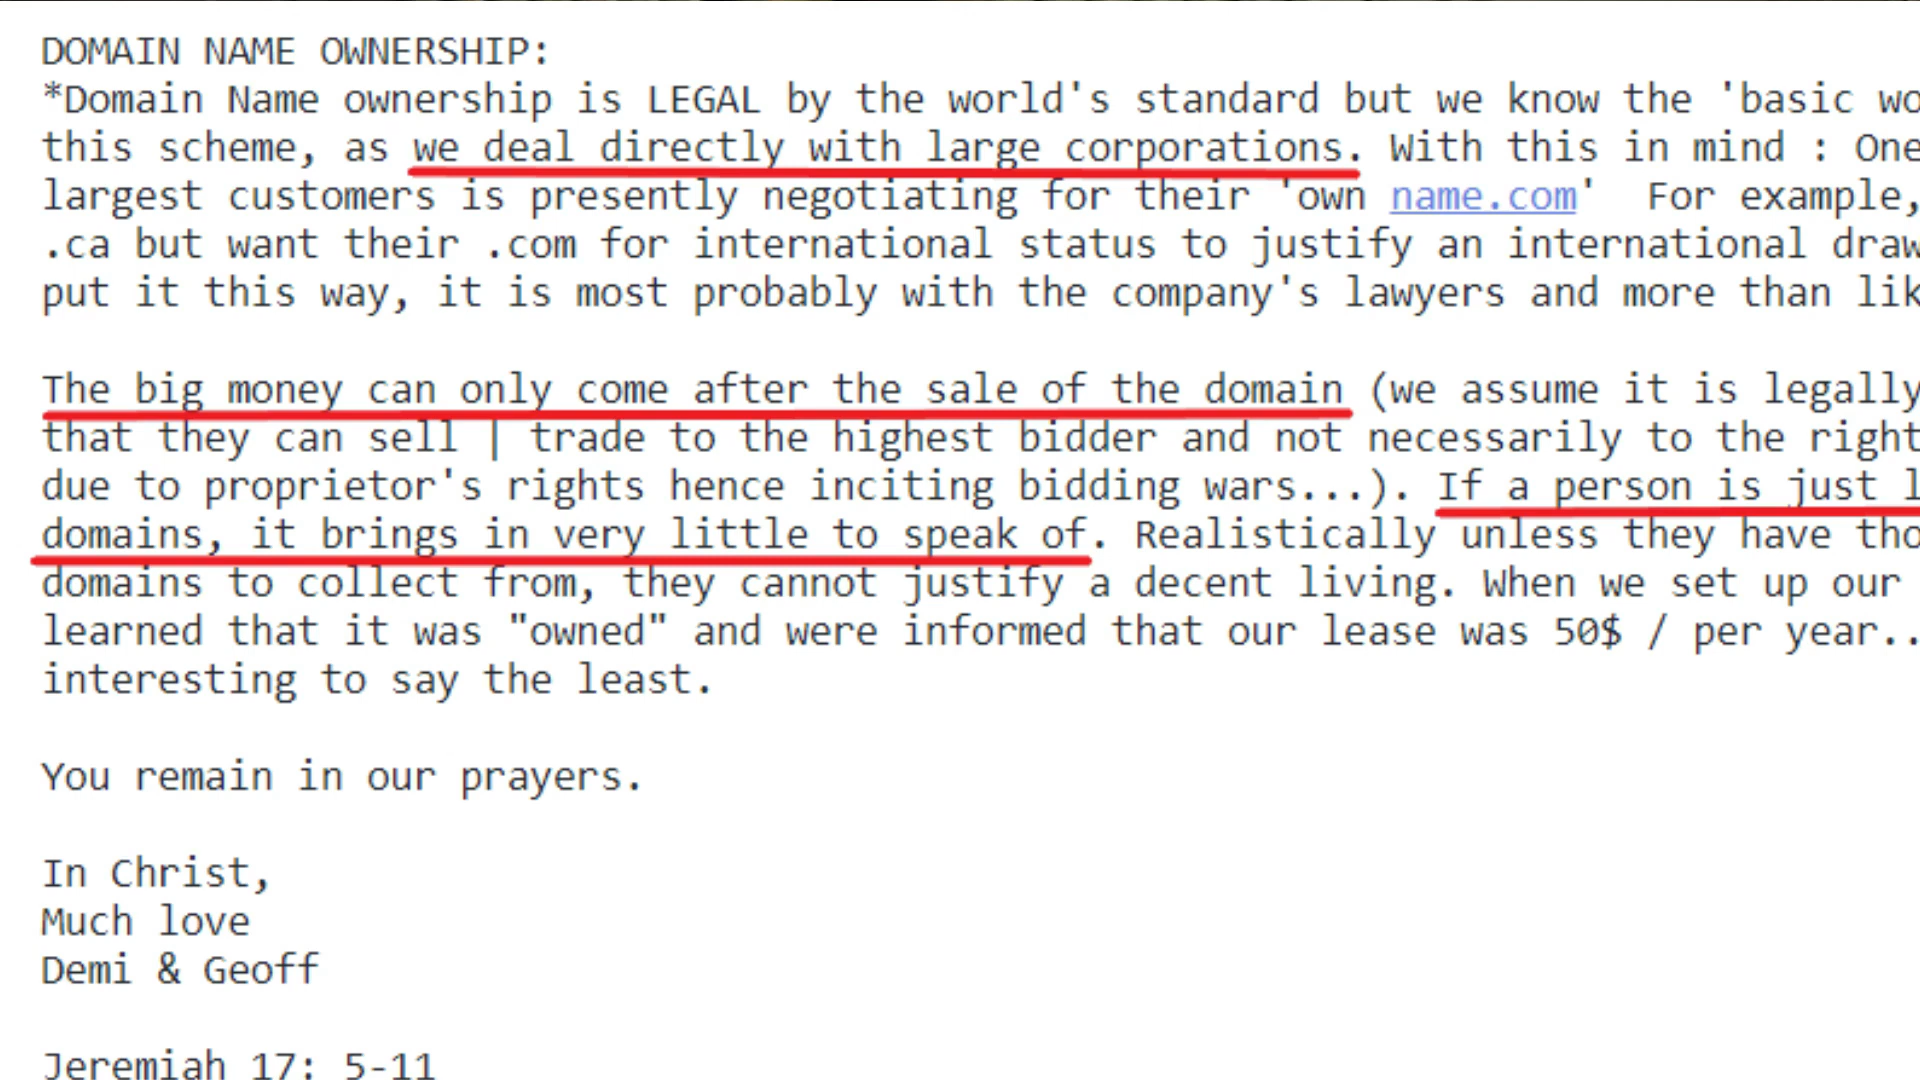 DOMAIN NAME OWNERSHIP:
*Domain Name ownership is LEGAL by the world's standard but we know the 'basic
this scheme, as we deal directly with large corporations. With this in mind : One
largest customers is presently negotiating for their 'own name.com'  For example,
.ca but want their .com for international status to justify an international
put it this way, it is most probably with the company's lawyers and more than
The big money can only come after the sale of the domain (we assume it is legally
that they can sell | trade to the highest bidder and not necessarily to the
due to proprietor's rights hence inciting bidding wars...). If a person is just
domains, it brings in very little to speak of. Realistically unless they have
domains to collect from, they cannot justify a decent living. When we set up our
learned that it was "owned" and were informed that our lease was 50$ / per year..
interesting to say the least.
You remain in our prayers.
In Christ,
Much love
Demi & Geoff
Jeremiah 17: 5-11